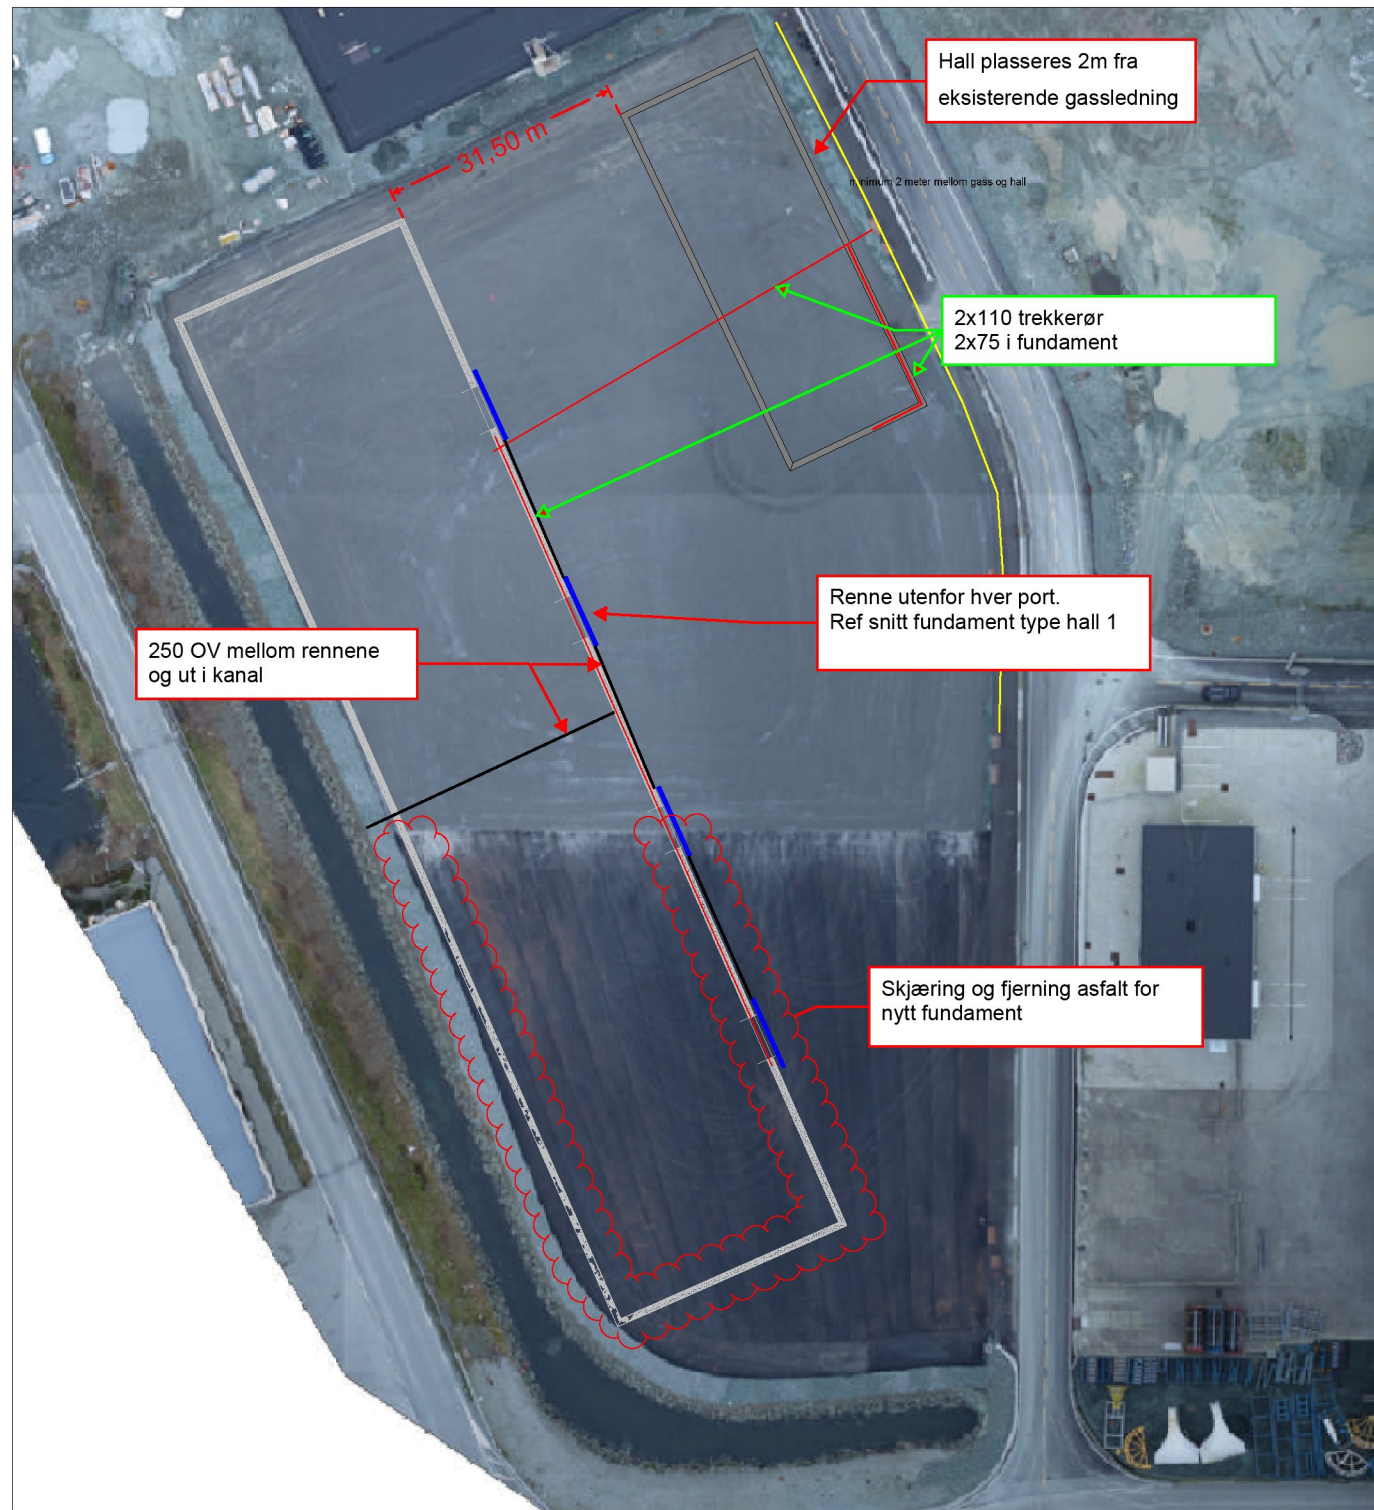 Hall plasseres 2m fra
eksisterende gassledning
31,50 m
minimum 2 meter mellom gass og hall
2x110 trekkerør
2x75 i fundament
Renne utenfor hver port.
Ref snitt fundament type hall 1
250 OV mellom rennene
og ut i kanal
Skjæring og fjerning asfalt for
nytt fundament